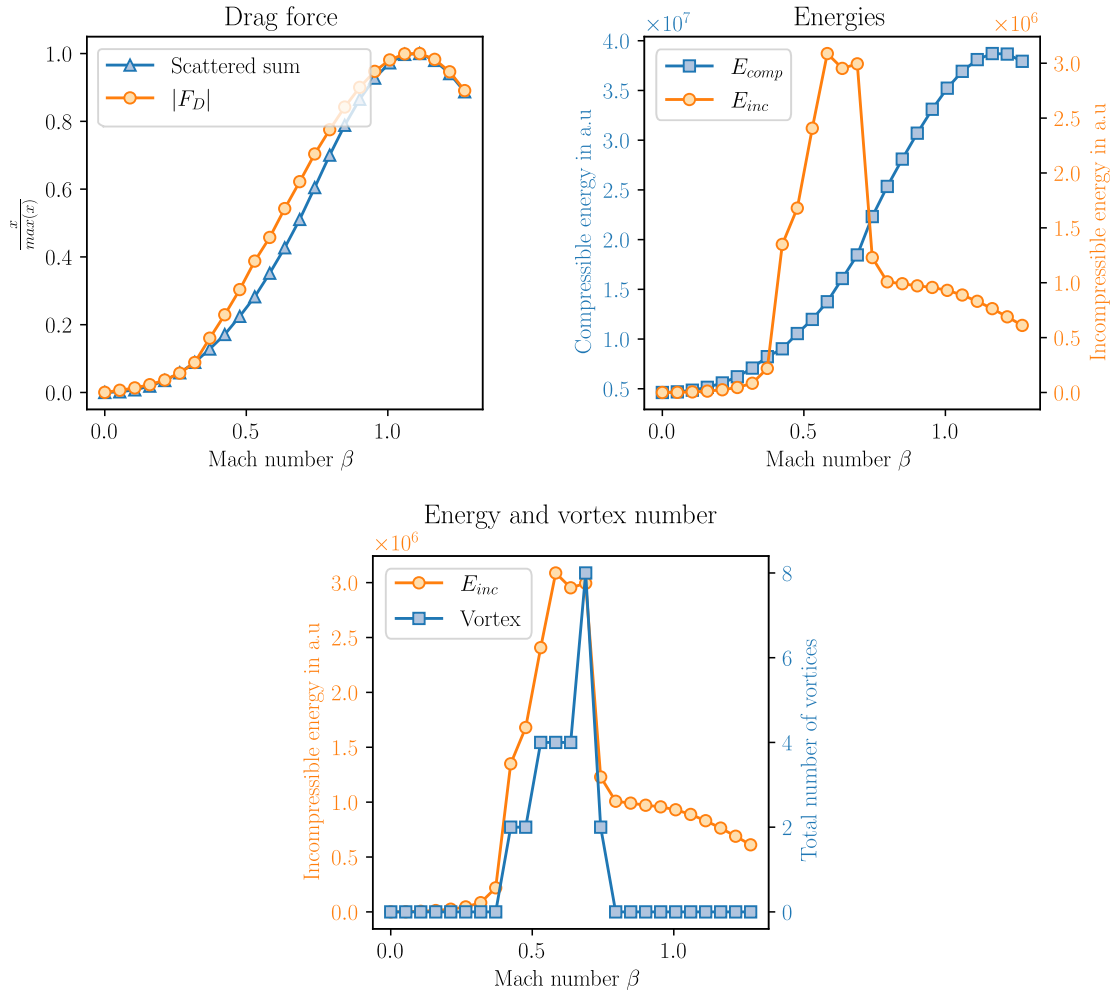 Drag force
Scattered sum
|F_D|
1.0
0.8
0.6
0.4
0.2
0.0
x
max(x)
0.0
0.5
1.0
Mach number β
Energies
×10^7
×10^6
E_comp
E_inc
4.0
3.5
3.0
2.5
2.0
1.5
1.0
0.5
Compressible energy in a.u
3.0
2.5
2.0
1.5
1.0
0.5
0.0
Incompressible energy in a.u
0.0
0.5
1.0
Mach number β
Energy and vortex number
×10^6
E_inc
Vortex
3.0
2.5
2.0
1.5
1.0
0.5
0.0
Incompressible energy in a.u
8
6
4
2
0
Total number of vortices
0.0
0.5
1.0
Mach number β